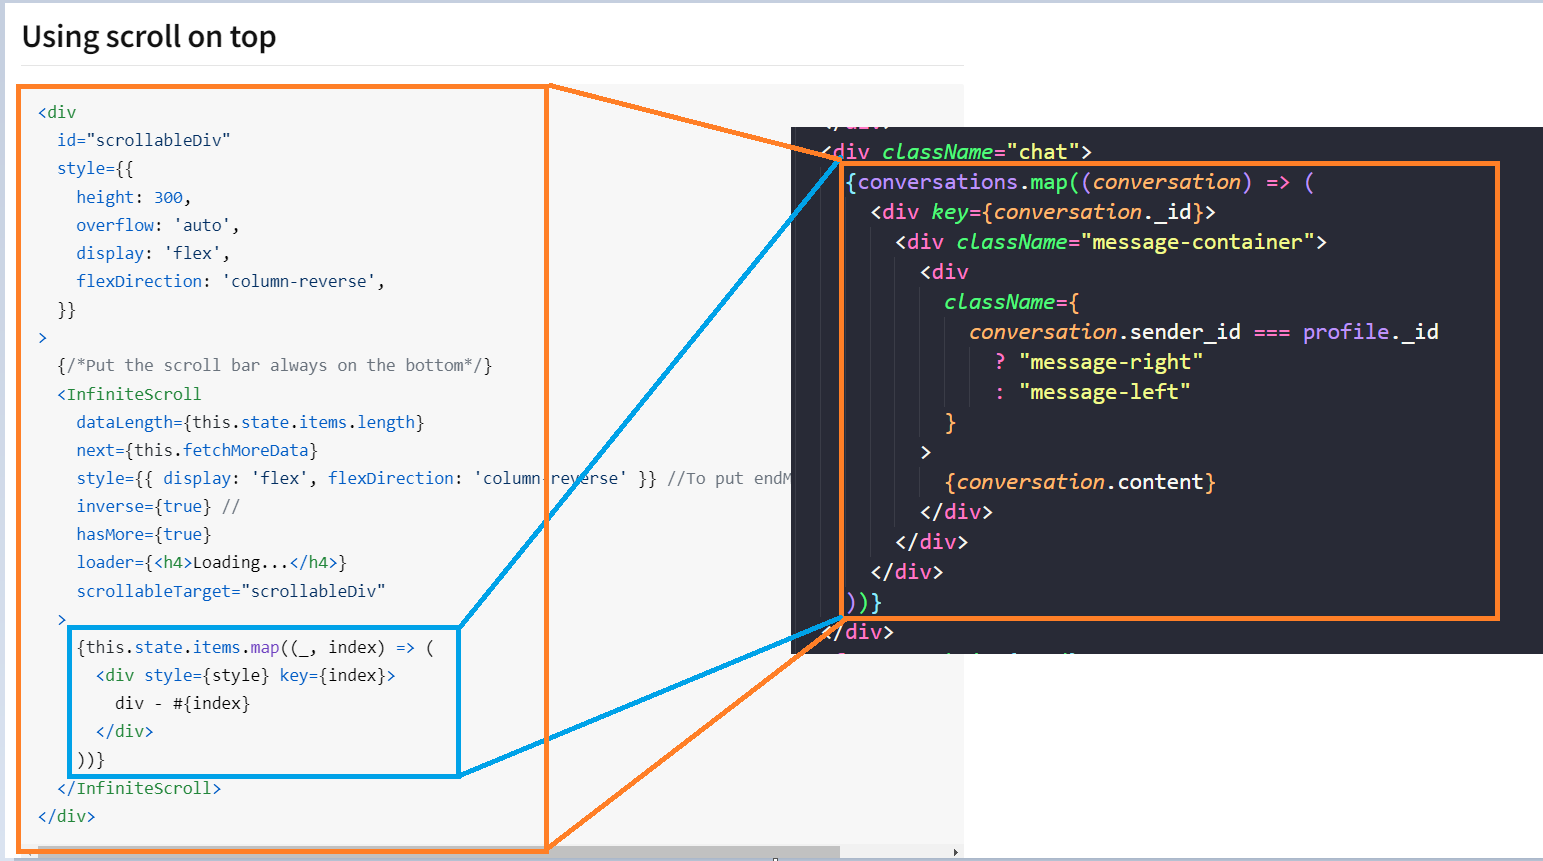 Using scroll on top
<div
id="scrollableDiv"
style={{
height: 300,
overflow: 'auto',
display: 'flex',
flexDirection: 'column-reverse',
}}
>
{/*Put the scroll bar always on the bottom*/}
<InfiniteScroll
dataLength={this.state.items.length}
next={this.fetchMoreData}
style={{ display: 'flex', flexDirection: 'column-reverse' }} //To put endM
inverse={true} //
hasMore={true}
loader={<h4>Loading...</h4>}
scrollableTarget="scrollableDiv"
>
{this.state.items.map((_, index) => (
<div style={style} key={index}>
div - #{index}
</div>
))}
</InfiniteScroll>
</div>
<div className="chat">
{conversations.map((conversation) => (
<div key={conversation._id}>
<div className="message-container">
<div
className={
conversation.sender_id === profile._id
? "message-right"
: "message-left"
}
>
{conversation.content}
</div>
</div>
</div>
))}
</div>